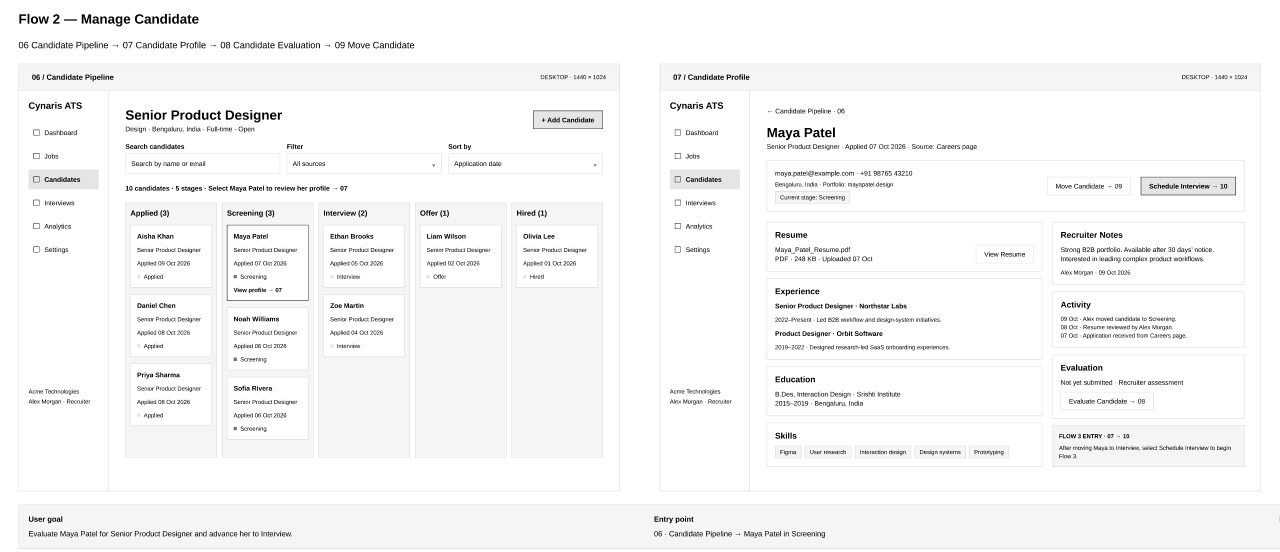 Flow 2 — Manage Candidate
06 Candidate Pipeline → 07 Candidate Profile → 08 Candidate Evaluation → 09 Move Candidate
06 / Candidate Pipeline
DESKTOP · 1440 × 1024
Cynaris ATS
Dashboard
Jobs
Candidates
Interviews
Analytics
Settings
Acme Technologies
Alex Morgan · Recruiter
Senior Product Designer
Design · Bengaluru, India · Full-time · Open
+ Add Candidate
Search candidates
Search by name or email
Filter
All sources
Sort by
Application date
10 candidates · 5 stages · Select Maya Patel to review her profile → 07
Applied (3)
Aisha Khan
Senior Product Designer
Applied 09 Oct 2026
Applied
Daniel Chen
Senior Product Designer
Applied 08 Oct 2026
Applied
Priya Sharma
Senior Product Designer
Applied 08 Oct 2026
Applied
Screening (3)
Maya Patel
Senior Product Designer
Applied 07 Oct 2026
Screening
View profile → 07
Noah Williams
Senior Product Designer
Applied 06 Oct 2026
Screening
Sofia Rivera
Senior Product Designer
Applied 06 Oct 2026
Screening
Interview (2)
Ethan Brooks
Senior Product Designer
Applied 05 Oct 2026
Interview
Zoe Martin
Senior Product Designer
Applied 04 Oct 2026
Interview
Offer (1)
Liam Wilson
Senior Product Designer
Applied 02 Oct 2026
Offer
Hired (1)
Olivia Lee
Senior Product Designer
Applied 01 Oct 2026
Hired
07 / Candidate Profile
DESKTOP · 1440 × 1024
Cynaris ATS
Dashboard
Jobs
Candidates
Interviews
Analytics
Settings
Acme Technologies
Alex Morgan · Recruiter
← Candidate Pipeline · 06
Maya Patel
Senior Product Designer · Applied 07 Oct 2026 · Source: Careers page
maya.patel@example.com · +91 98765 43210
Bengaluru, India · Portfolio: mayapatel.design
Current stage: Screening
Move Candidate → 09
Schedule Interview → 10
Resume
Maya_Patel_Resume.pdf
PDF · 248 KB · Uploaded 07 Oct
View Resume
Experience
Senior Product Designer · Northstar Labs
2022–Present · Led B2B workflow and design-system initiatives.
Product Designer · Orbit Software
2019–2022 · Designed research-led SaaS onboarding experiences.
Education
B.Des, Interaction Design · Srishti Institute
2015–2019 · Bengaluru, India
Skills
Figma
User research
Interaction design
Design systems
Prototyping
Recruiter Notes
Strong B2B portfolio. Available after 30 days' notice.
Interested in leading complex product workflows.
Alex Morgan · 09 Oct 2026
Activity
09 Oct · Alex moved candidate to Screening.
08 Oct · Resume reviewed by Alex Morgan.
07 Oct · Application received from Careers page.
Evaluation
Not yet submitted · Recruiter assessment
Evaluate Candidate → 08
FLOW 3 ENTRY · 07 → 10
After moving Maya to Interview, select Schedule Interview to begin
Flow 3.
User goal
Evaluate Maya Patel for Senior Product Designer and advance her to Interview.
Entry point
06 · Candidate Pipeline → Maya Patel in Screening